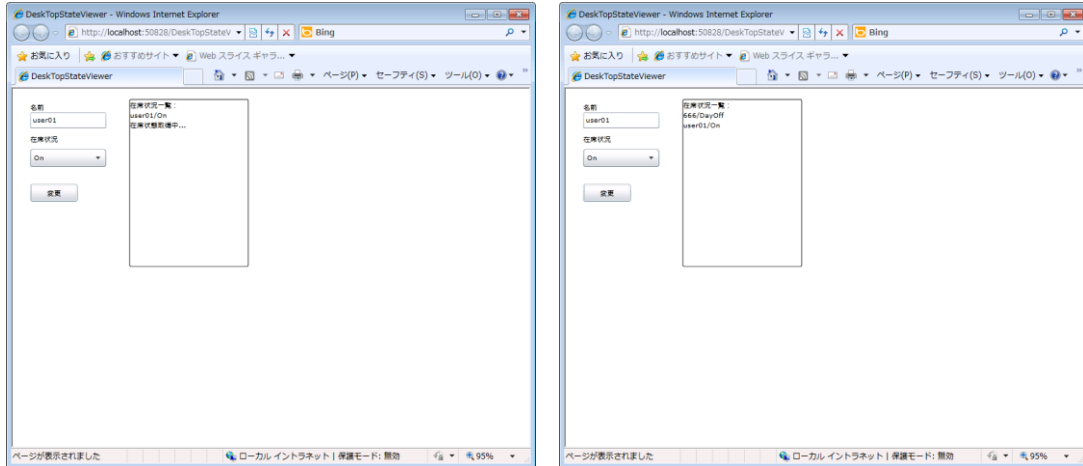 DeskTopStateViewer - Windows Internet Explorer
http://localhost:50828/DeskTopStateV
Bing
お気に入り
おすすめサイト
Web スライス ギャラ...
DeskTopStateViewer
ページ(P)
セーフティ(S)
ツール(O)
名前
user01
在席状況
On
変更
在席状況一覧:
user01/On
在席状態取得中...
ページが表示されました
ローカル イントラネット | 保護モード: 無効
95%
DeskTopStateViewer - Windows Internet Explorer
http://localhost:50828/DeskTopStateV
Bing
お気に入り
おすすめサイト
Web スライス ギャラ...
DeskTopStateViewer
ページ(P)
セーフティ(S)
ツール(O)
名前
user01
在席状況
On
変更
在席状況一覧:
666/DayOff
user01/On
ページが表示されました
ローカル イントラネット | 保護モード: 無効
95%